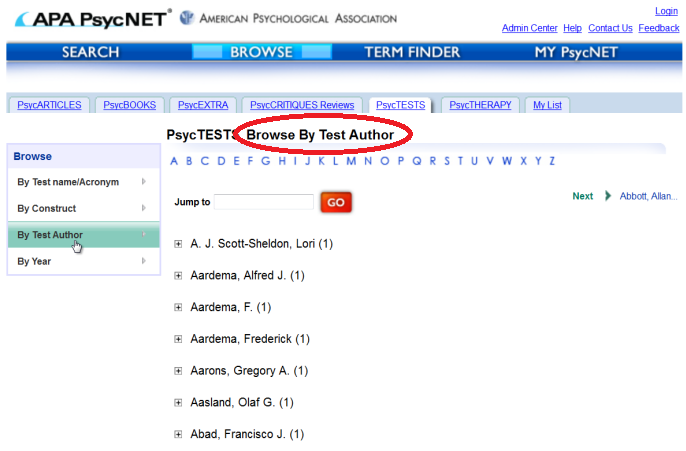 APA PsycNET® AMERICAN PSYCHOLOGICAL ASSOCIATION
Login
Admin Center Help Contact Us Feedback
SEARCH BROWSE TERM FINDER MY PsycNET
PsycARTICLES PsycBOOKS PsycEXTRA PsycCRITIQUES Reviews PsycTESTS PsycTHERAPY My List
PsycTESTS Browse By Test Author
Browse
A B C D E F G H I J K L M N O P Q R S T U V W X Y Z
By Test name/Acronym
By Construct
By Test Author
By Year
Jump to GO
Next Abbott, Allan...
A. J. Scott-Sheldon, Lori (1)
Aardema, Alfred J. (1)
Aardema, F. (1)
Aardema, Frederick (1)
Aarons, Gregory A. (1)
Aasland, Olaf G. (1)
Abad, Francisco J. (1)